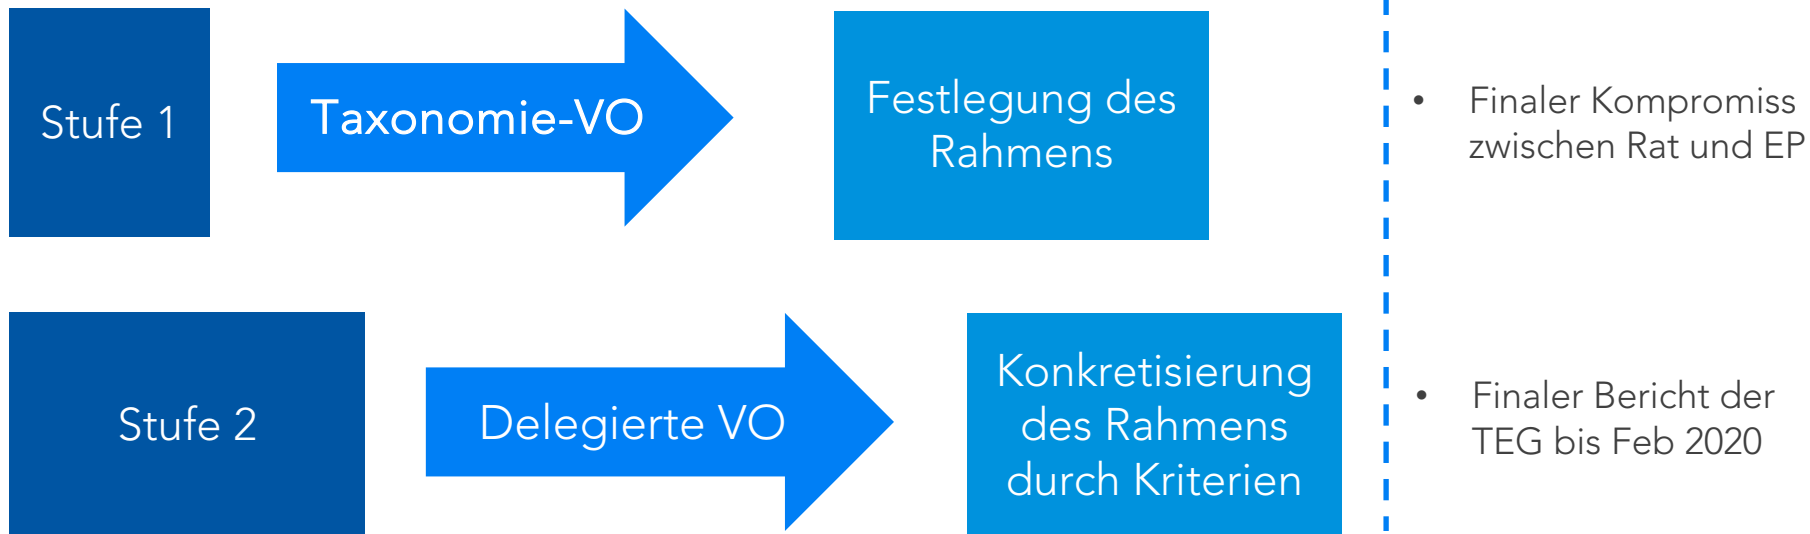 Stufe 1
Taxonomie-VO
Festlegung des
Rahmens
• Finaler Kompromiss
zwischen Rat und EP
Stufe 2
Delegierte VO
Konkretisierung
des Rahmens
durch Kriterien
• Finaler Bericht der
TEG bis Feb 2020